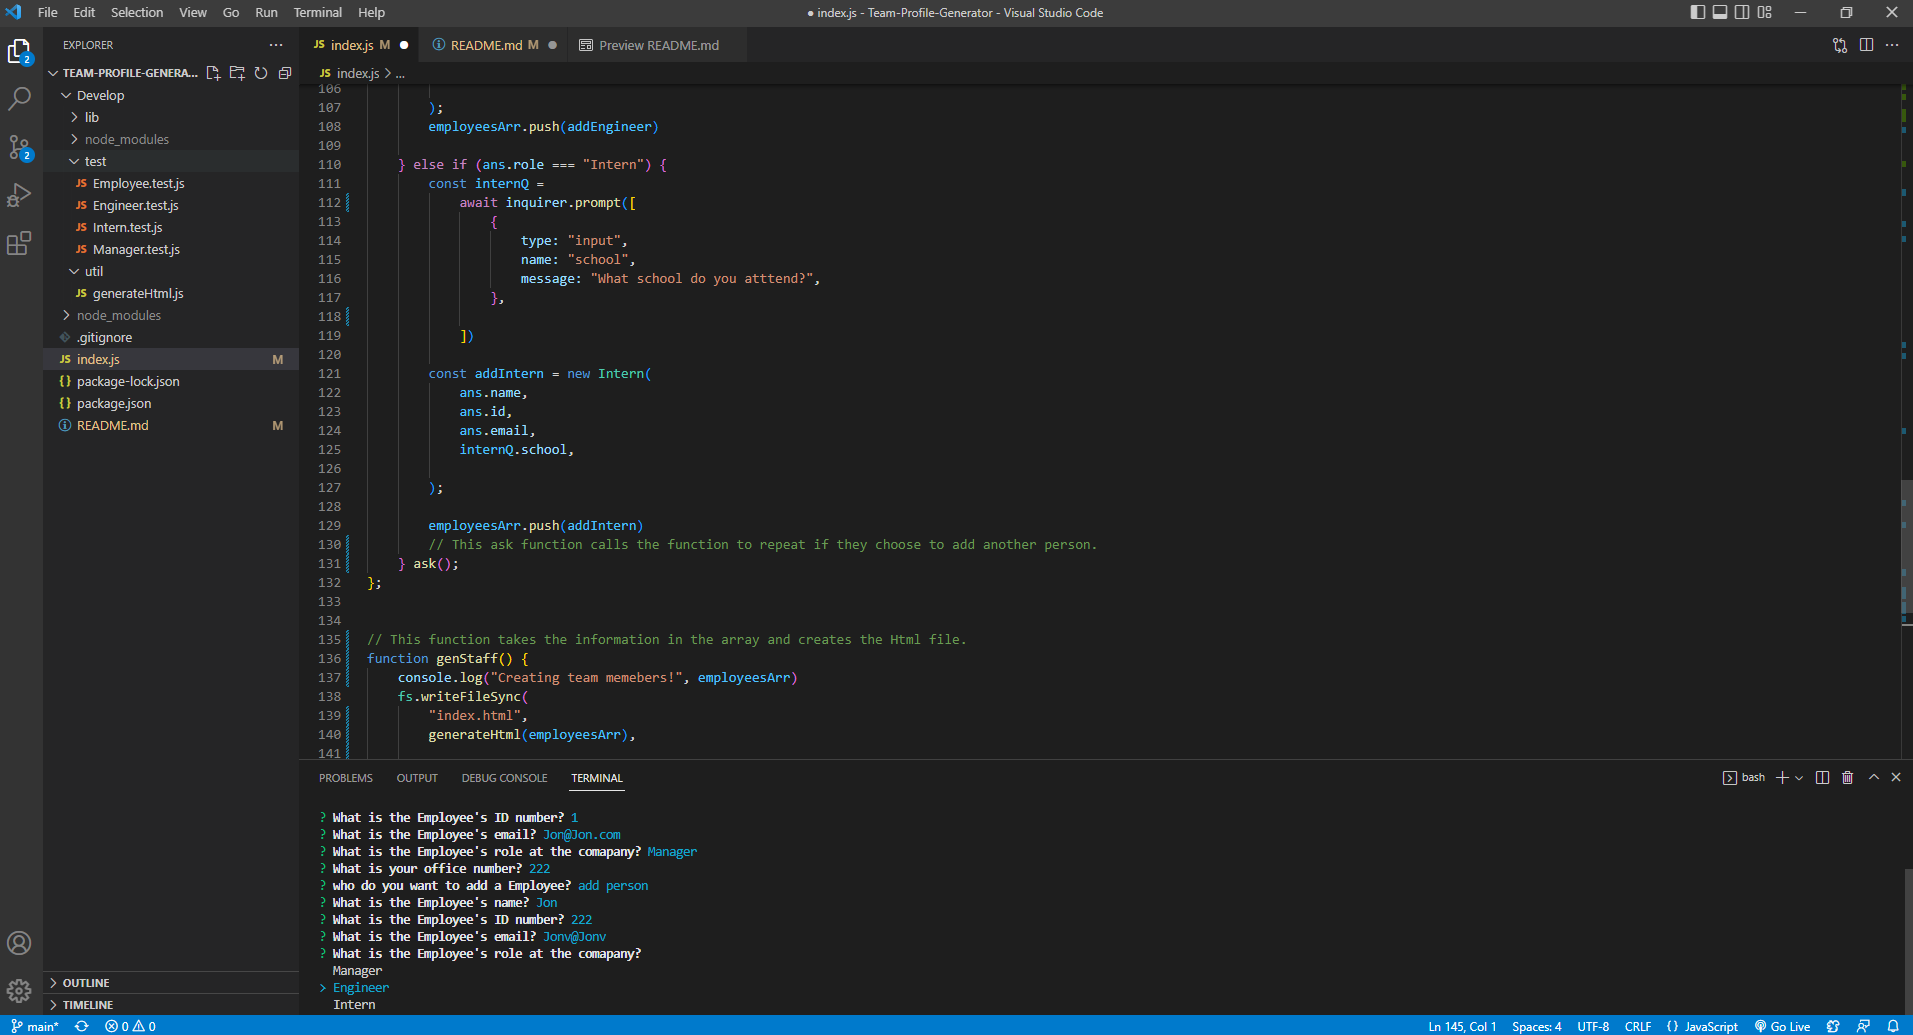 File Edit Selection View Go Run Terminal Help
● index.js - Team-Profile-Generator - Visual Studio Code
EXPLORER
TEAM-PROFILE-GENERA...
Develop
lib
node_modules
test
JS Employee.test.js
JS Engineer.test.js
JS Intern.test.js
JS Manager.test.js
util
JS generateHtml.js
node_modules
.gitignore
JS index.js M
{} package-lock.json
{} package.json
README.md M
OUTLINE
TIMELINE
2
2
JS index.js M ● README.md M ● Preview README.md
JS index.js > ...
106
107 );
108 employeesArr.push(addEngineer)
109
110 } else if (ans.role === "Intern") {
111 const internQ =
112 await inquirer.prompt([
113 {
114 type: "input",
115 name: "school",
116 message: "What school do you atttend?",
117 },
118
119 ])
120
121 const addIntern = new Intern(
122 ans.name,
123 ans.id,
124 ans.email,
125 internQ.school,
126
127 );
128
129 employeesArr.push(addIntern)
130 // This ask function calls the function to repeat if they choose to add another person.
131 } ask();
132 };
133
134
135 // This function takes the information in the array and creates the Html file.
136 function genStaff() {
137 console.log("Creating team memebers!", employeesArr)
138 fs.writeFileSync(
139 "index.html",
140 generateHtml(employeesArr),
141
PROBLEMS OUTPUT DEBUG CONSOLE TERMINAL
bash
? What is the Employee's ID number? 1
? What is the Employee's email? Jon@Jon.com
? What is the Employee's role at the comapany? Manager
? What is your office number? 222
? who do you want to add a Employee? add person
? What is the Employee's name? Jon
? What is the Employee's ID number? 222
? What is the Employee's email? Jonv@Jonv
? What is the Employee's role at the comapany?
Manager
> Engineer
Intern
main* 0 0
Ln 145, Col 1 Spaces: 4 UTF-8 CRLF {} JavaScript Go Live